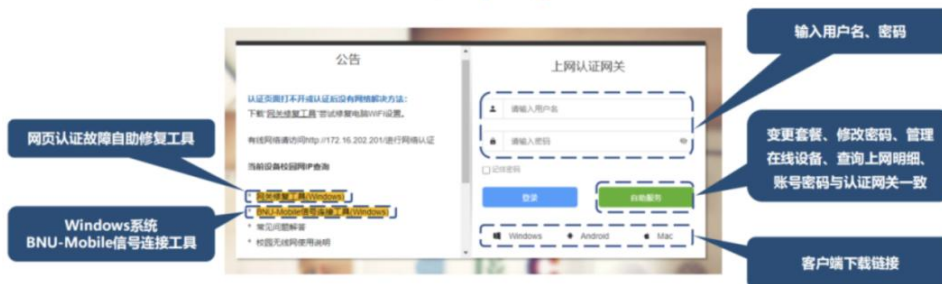 输入用户名、密码
公告
上网认证网关
认证页面打不开或认证后没有网络解决方法:
下载“网关修复工具”尝试修复电脑WiFi设置。
请输入用户名
有线网络请访问http://172.16.202.201/进行网络认证
请输入密码
网页认证故障自助修复工具
当前设备校园网IP查询
记住密码
变更套餐、修改密码、管理
在线设备、查询上网明细、
账号密码与认证网关一致
网关修复工具(Windows)
登录
自助服务
BNU-Mobile信号连接工具(Windows)
Windows系统
BNU-Mobile信号连接工具
常见问题解答
校园无线网使用说明
Windows
Android
Mac
客户端下载链接